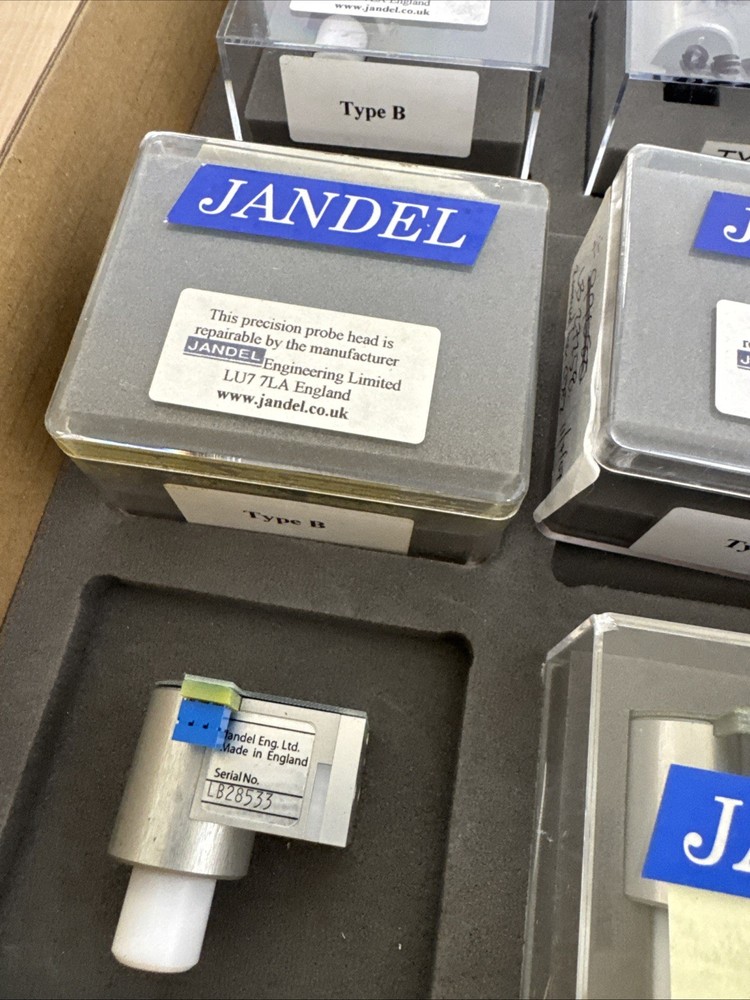 England
www.jandel.co.uk
Type B
JANDEL
This precision probe head is
repairable by the manufacturer
JANDEL Engineering Limited
LU7 7LA England
www.jandel.co.uk
Type B
Jandel Eng. Ltd.
Made in England
Serial No.
LB28533
J
JA